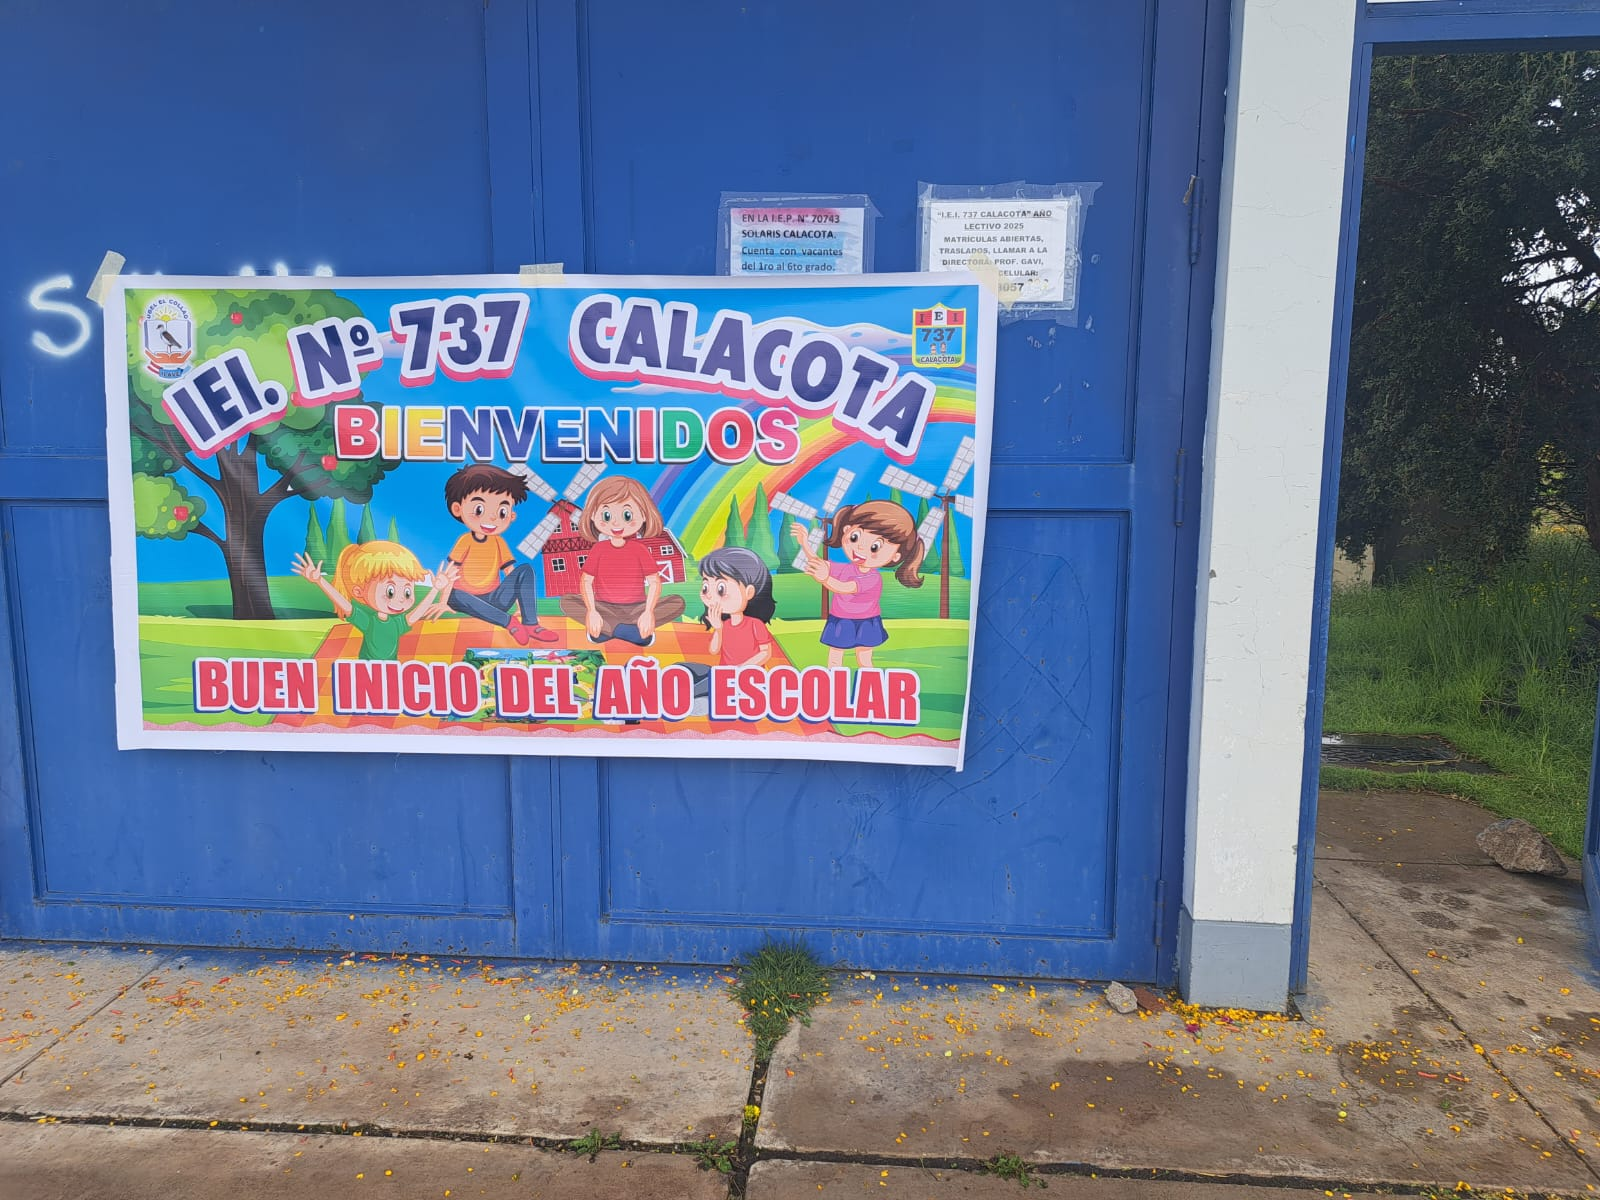 EN LA I.E.P. N° 70743
SOLARIS CALACOTA.
Cuenta con vacantes
del 1ro al 6to grado.
"I.E.I. 737 CALACOTA" AÑO
LECTIVO 2025
MATRÍCULAS ABIERTAS,
TRASLADOS, LLAMAR A LA
DIRECTORA: PROF. GAVI,
CELULAR:
UGEL EL COLLAO
ILAVE
IEI. Nº 737 CALACOTA
I E I
737
CALACOTA
BIENVENIDOS
BUEN INICIO DEL AÑO ESCOLAR